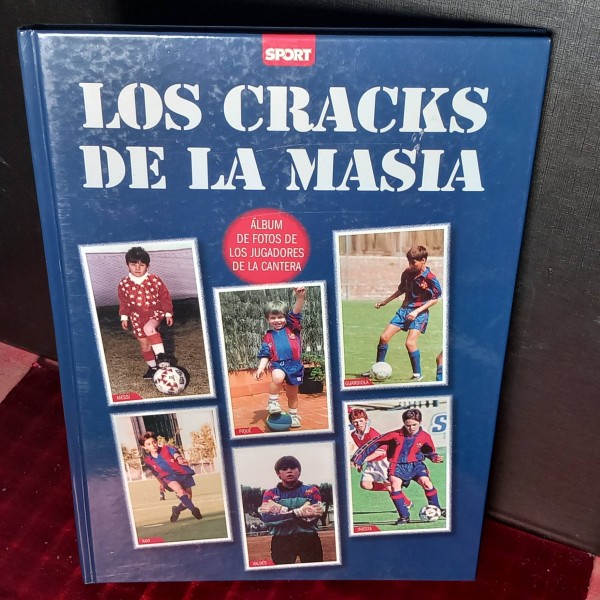 SPORT
LOS CRACKS
DE LA MASIA
ÁLBUM
DE FOTOS DE
LOS JUGADORES
DE LA CANTERA
MESSI
PIQUÉ
GUARDIOLA
XAVI
VALDÉS
INIESTA